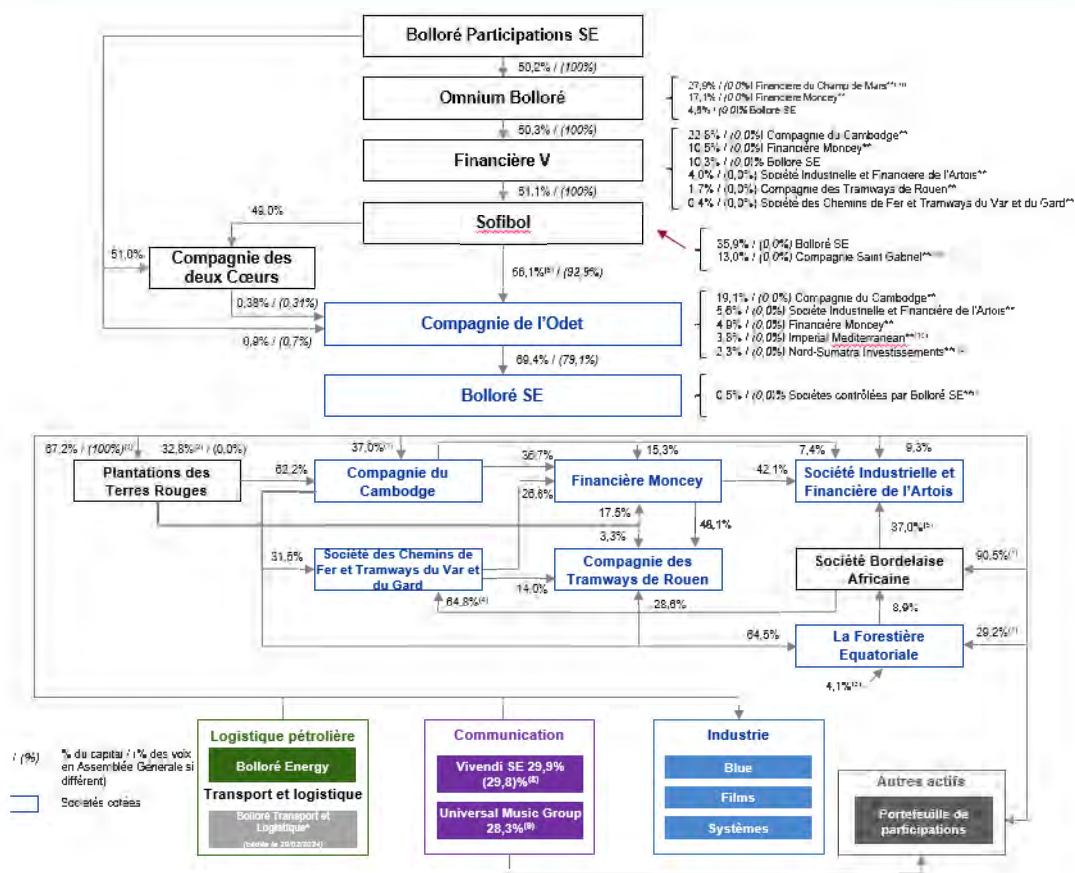 Bolloré Participations SE
50,2% / (100%)
Omnium Bolloré
27,9% / (0,0%) Financière du Champ de Mars**
17,1% / (0,0%) Financière Moncey**
/ (0,0)% Bolloré SE
50,3% / (100%)
Financière V
22,8% / (0,0%) Compagnie du Cambodge**
10,5% / (0,0%) Financière Moncey**
10,3% / (0,0)% Bollore SE
4,0% / (0,0%) Société Industrielle et Financière de l'Artois**
1,7% / (0,0%) Compagnie des Tramways de Rouen**
0,4% / (0,0%) Société des Chemins de Fer et Tramways du Var et du Gard**
51,1% / (100%)
49,0%
Sofibol
35,9% / (0,0%) Bolloré SE
13,0% / (0,0%) Compagnie Saint Gabriel**
51,0%
Compagnie des
deux Cœurs
/ (92,9%)
0,38% / (0,31%)
Compagnie de l'Odet
19,1% / (0,0%) Compagnie du Cambodge**
5,6% / (0,0%) Société Industrielle et Financière de l'Artois**
4,9% / (0,0%) Financière Moncey**
/ (0,0%) Imperial Mediterranean**
/ (0,0%) Nord-Sumatra Investissements**
0,9% / (0,7%)
69,4% / (79,1%)
Bolloré SE
0,5% / (0,0)% Sociétés contrôlées par Bolloré SE**
67,2% / (100%)
32,8% / (0,0%)
37,0%
15,3%
7,4%
9,3%
Plantations des
Terres Rouges
62,2%
Compagnie du
Cambodge
36,7%
26,6%
Financière Moncey
42,1%
Société Industrielle et
Financière de l'Artois
17,5%
3,3%
48,1%
37,0%
31,5%
Société des Chemins de
Fer et Tramways du Var et
du Gard
14,0%
64,8%(4)
Compagnie des
Tramways de Rouen
28,6%
Société Bordelaise
Africaine
90,5%
8,9%
64,5%
La Forestière
Equatoriale
29,2%
4,1%
/ (%)
% du capital / (% des voix
en Assemblée Générale si
différent)
Sociétés cotées
Logistique pétrolière
Bolloré Energy
Transport et logistique
Bolloré Transport et
Logistique*
Communication
Vivendi SE 29,9%
(29,8)%
Universal Music Group
28,3%
Industrie
Blue
Films
Systèmes
Autres actifs
Portefeuille de
participations